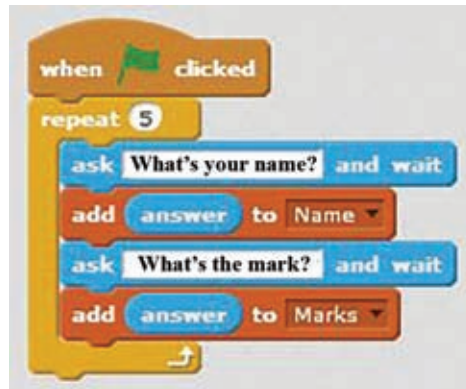 when clicked
repeat 5
ask What's your name? and wait
add answer to Name
ask What's the mark? and wait
add answer to Marks